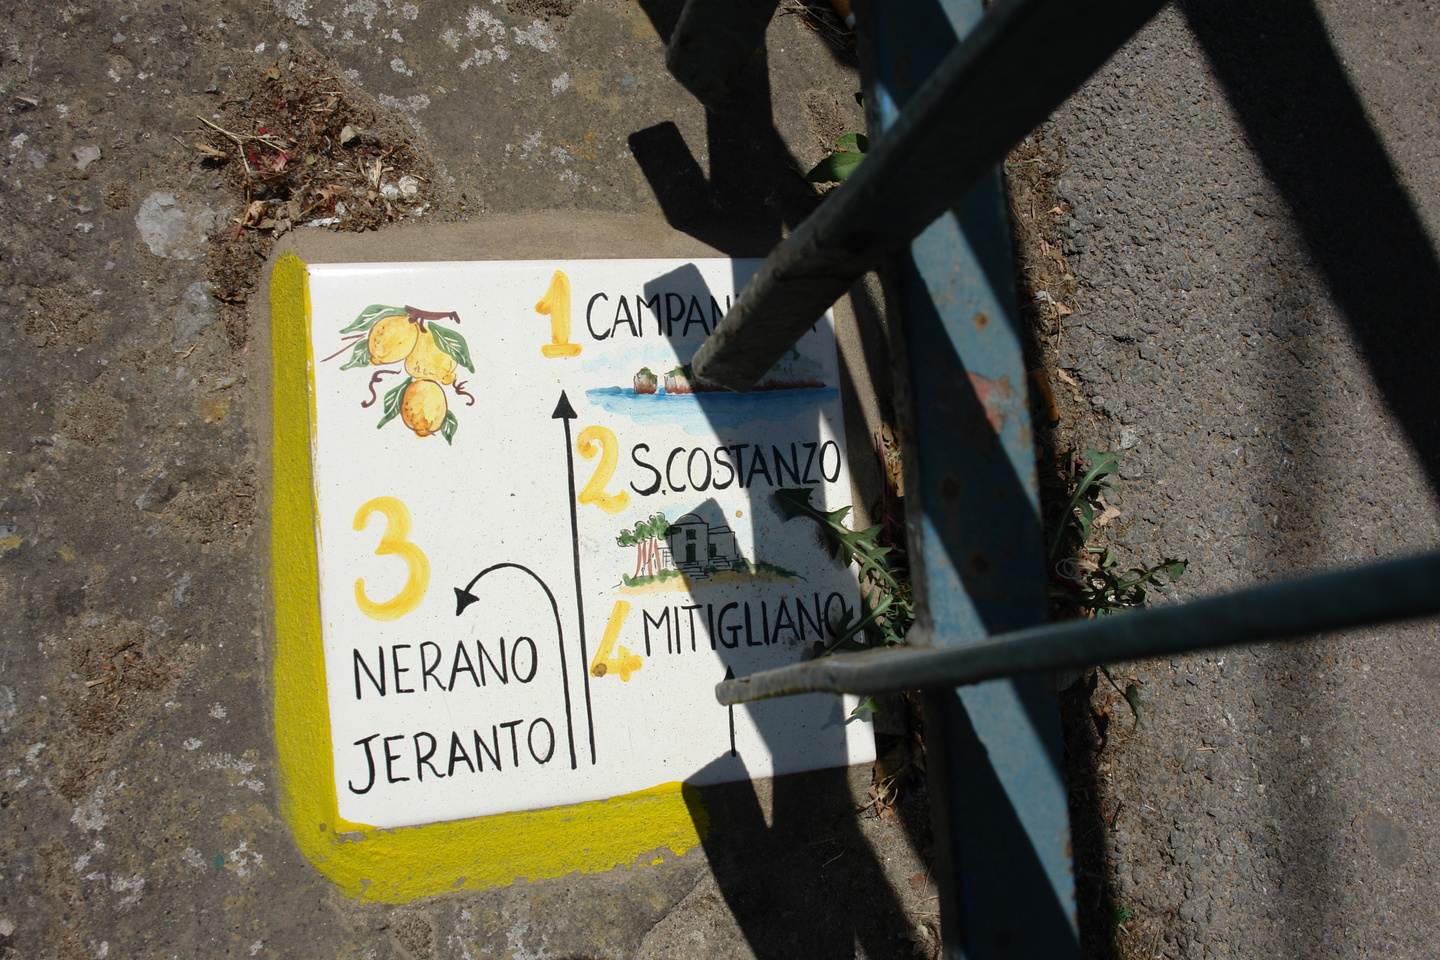 1
2 S.COSTANZO
3
NERANO
JERANTO
4 MITIGLIANO